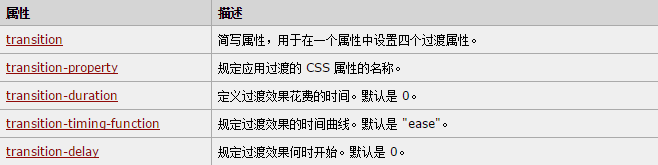 属性 描述
transition 简写属性，用于在一个属性中设置四个过渡属性。
transition-property 规定应用过渡的 CSS 属性的名称。
transition-duration 定义过渡效果花费的时间。默认是 0。
transition-timing-function 规定过渡效果的时间曲线。默认是 "ease"。
transition-delay 规定过渡效果何时开始。默认是 0。